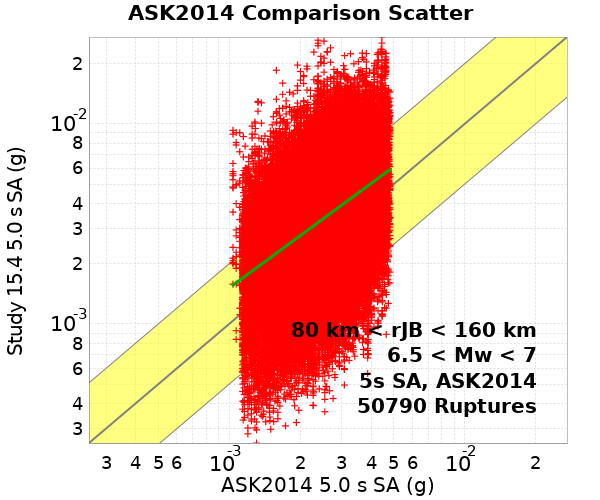 ASK2014 Comparison Scatter
Study 15.4 5.0 s SA (g)
2
10-2
8
6
4
3
2
10-3
8
6
4
3
80 km < rJB < 160 km
6.5 < Mw < 7
5s SA, ASK2014
50790 Ruptures
3 4 5 6 10-3 2 3 4 5 6 10-2 2
ASK2014 5.0 s SA (g)